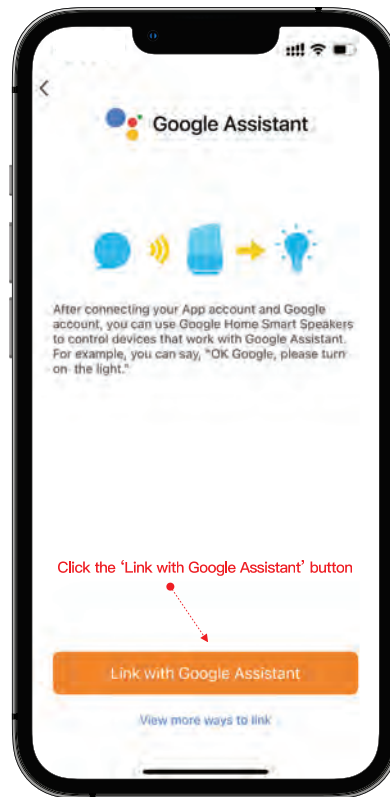 Google Assistant
After connecting your App account and Google
account, you can use Google Home Smart Speakers
to control devices that work with Google Assistant.
For example, you can say, "OK Google, please turn
on the light."
Click the ‘Link with Google Assistant’ button
Link with Google Assistant
View more ways to link